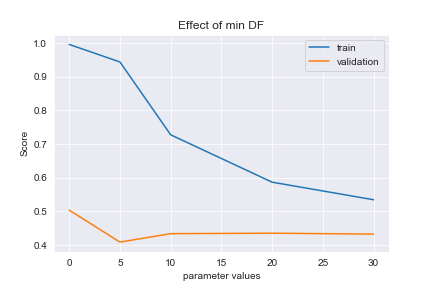 Effect of min DF
train
validation
1.0
0.9
0.8
0.7
0.6
0.5
0.4
Score
0 5 10 15 20 25 30
parameter values